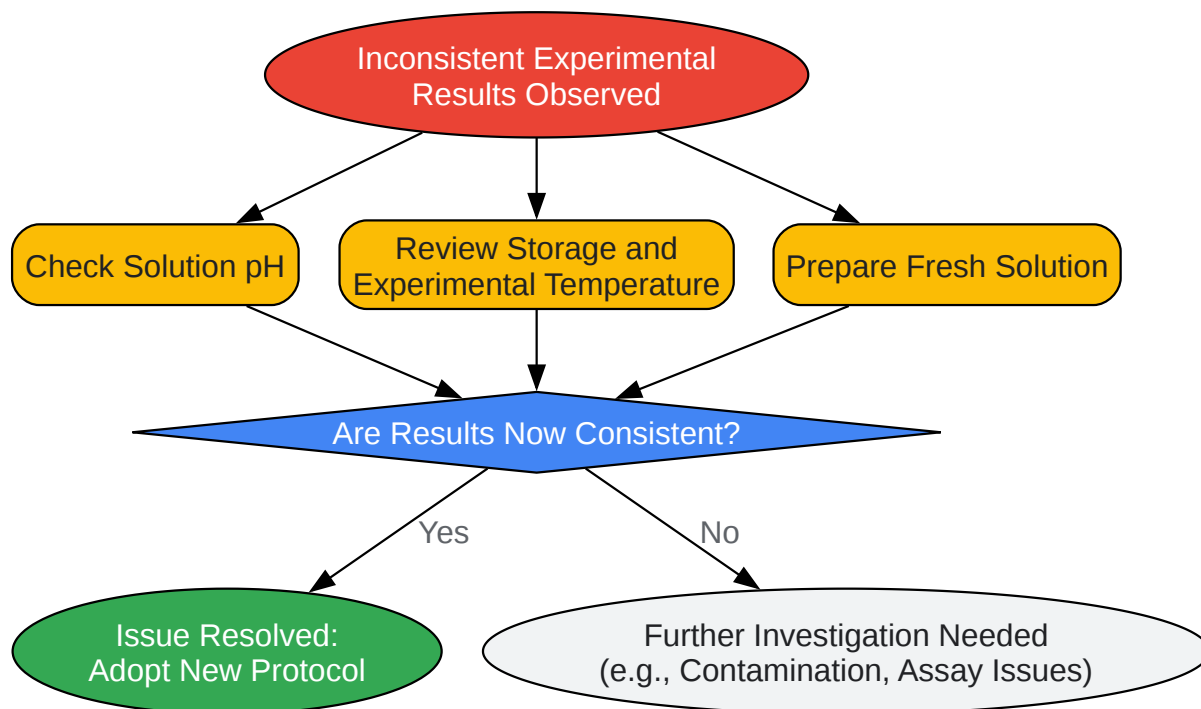 Inconsistent Experimental
Results Observed
Check Solution pH
Review Storage and
Experimental Temperature
Prepare Fresh Solution
Are Results Now Consistent?
Yes
No
Issue Resolved:
Adopt New Protocol
Further Investigation Needed
(e.g., Contamination, Assay Issues)